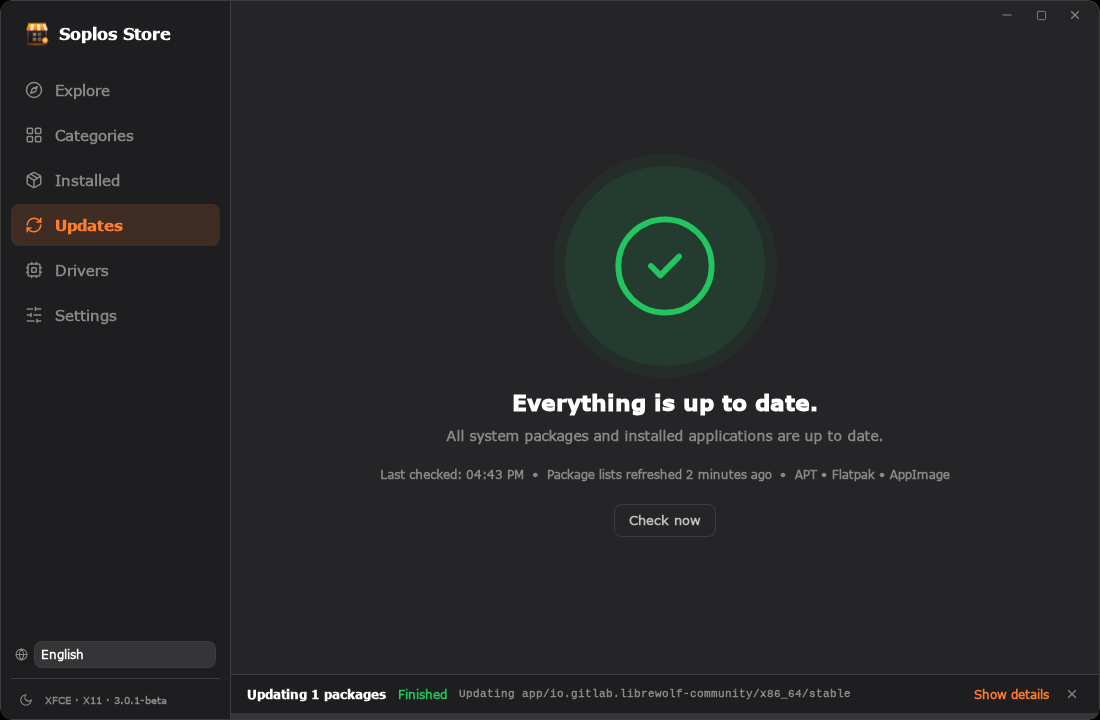 Soplos Store
Explore
Categories
Installed
Updates
Drivers
Settings
English
XFCE · X11 · 3.0.1-beta
Everything is up to date.
All system packages and installed applications are up to date.
Last checked: 04:43 PM • Package lists refreshed 2 minutes ago • APT • Flatpak • AppImage
Check now
Updating 1 packages Finished Updating app/io.gitlab.librewolf-community/x86_64/stable Show details